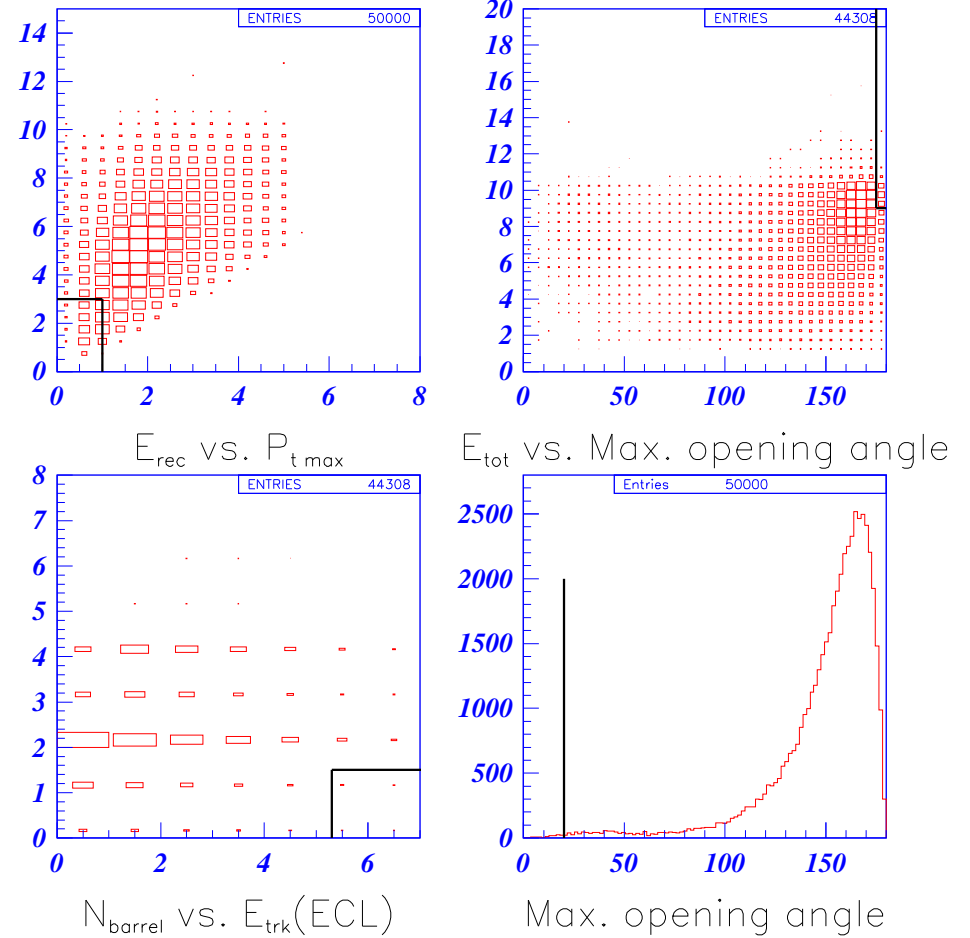 ENTRIES 50000
14
12
10
8
6
4
2
0
0 2 4 6 8
E_rec vs. P_t max
ENTRIES 44308
20
18
16
14
12
10
8
6
4
2
0
0 50 100 150
E_tot vs. Max. opening angle
ENTRIES 44308
8
7
6
5
4
3
2
1
0
0 2 4 6
N_barrel vs. E_trk(ECL)
Entries 50000
2500
2000
1500
1000
500
0
0 50 100 150
Max. opening angle